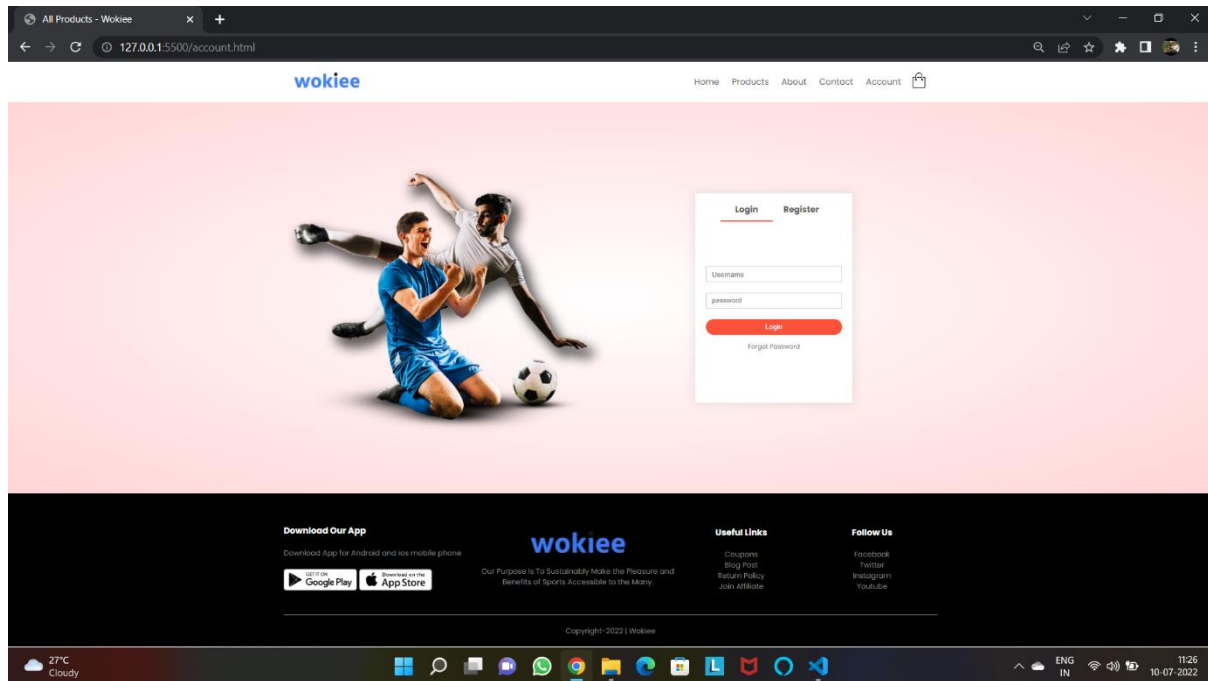 All Products - Wokiee
127.0.0.1:5500/account.html
wokiee
Home Products About Contact Account
Login Register
Username
password
Login
Forgot Password
Download Our App
Download App for Android and ios mobile phone
GET IT ON
Google Play
Download on the
App Store
wokiee
Our Purpose Is To Sustainably Make the Pleasure and
Benefits of Sports Accessible to the Many.
Useful Links
Coupons
Blog Post
Return Policy
Join Affiliate
Follow Us
Facebook
Twitter
Instagram
Youtube
Copyright-2022 | Wokiee
27°C
Cloudy
L
ENG
IN
11:26
10-07-2022